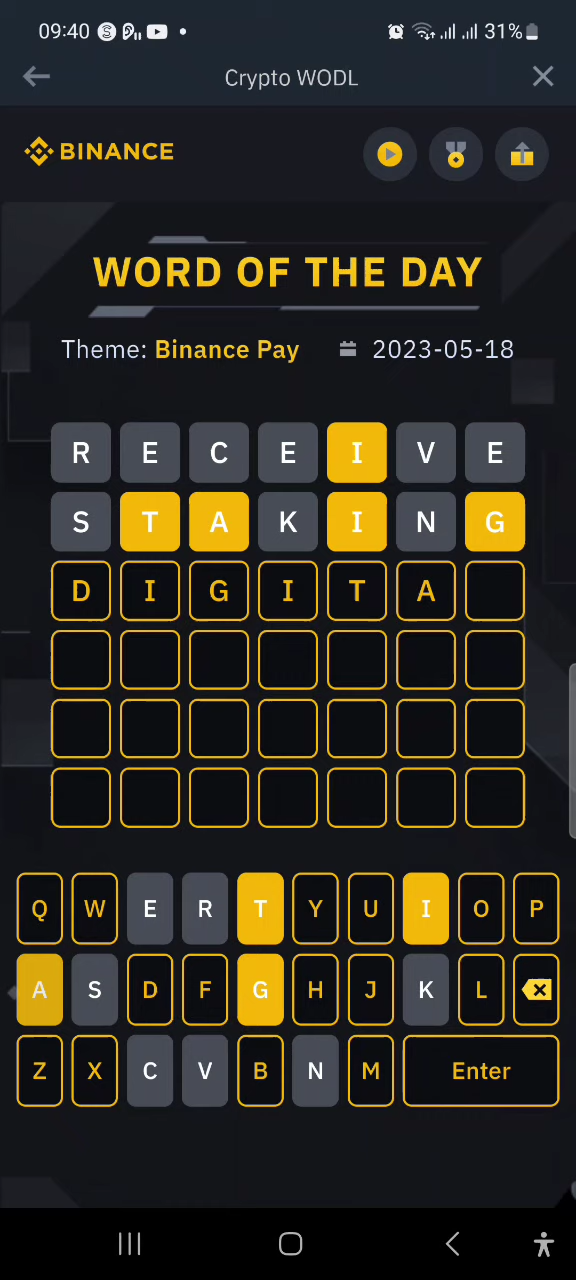 09:40 31%
Crypto WODL
BINANCE
WORD OF THE DAY
Theme: Binance Pay 2023-05-18
R E C E I V E
S T A K I N G
D I G I T A
Q W E R T Y U I O P
A S D F G H J K L
Z X C V B N M Enter